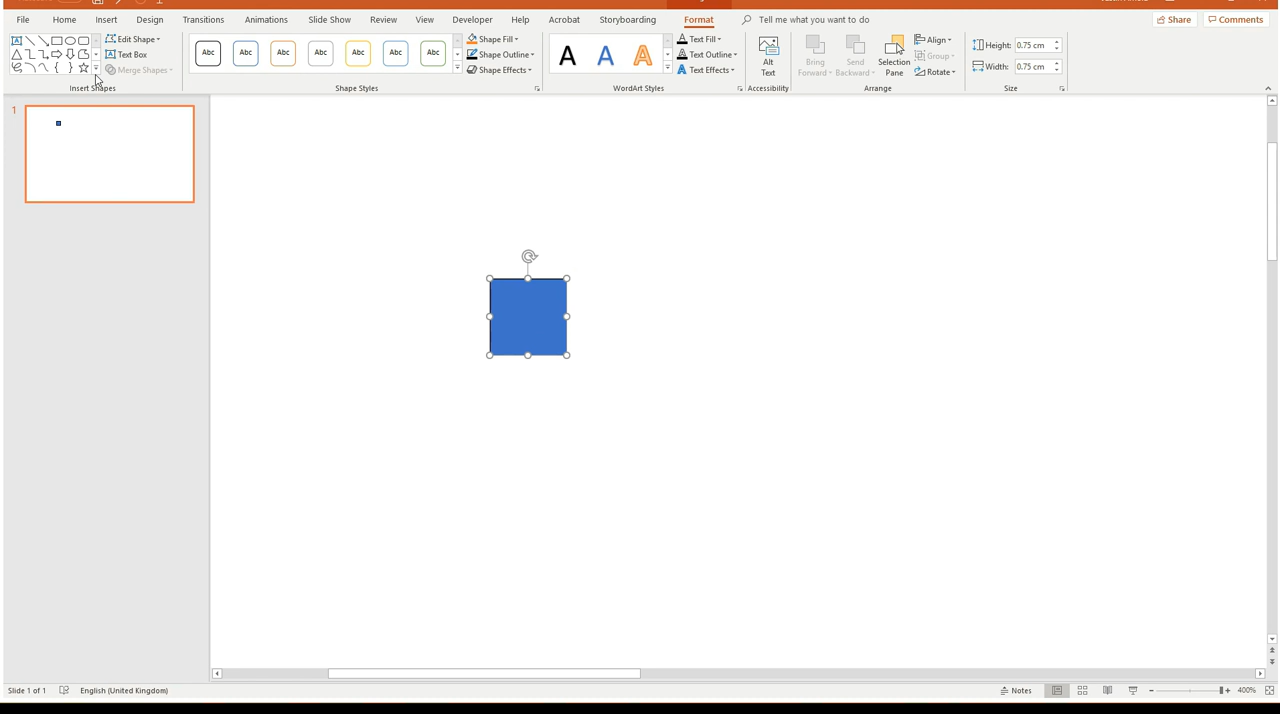 File Home Insert Design Transitions Animations Slide Show Review View Developer Help Acrobat Storyboarding Format Tell me what you want to do Share Comments
Edit Shape
Text Box
Merge Shapes
Insert Shapes
Abc Abc Abc Abc Abc Abc Abc
Shape Fill
Shape Outline
Shape Effects
Shape Styles
A A A
Text Fill
Text Outline
Text Effects
WordArt Styles
Alt
Text
Accessibility
Bring
Forward
Send
Backward
Selection
Pane
Align
Group
Rotate
Arrange
Height: 0.75 cm
Width: 0.75 cm
Size
1
Slide 1 of 1 English (United Kingdom) Notes 400%